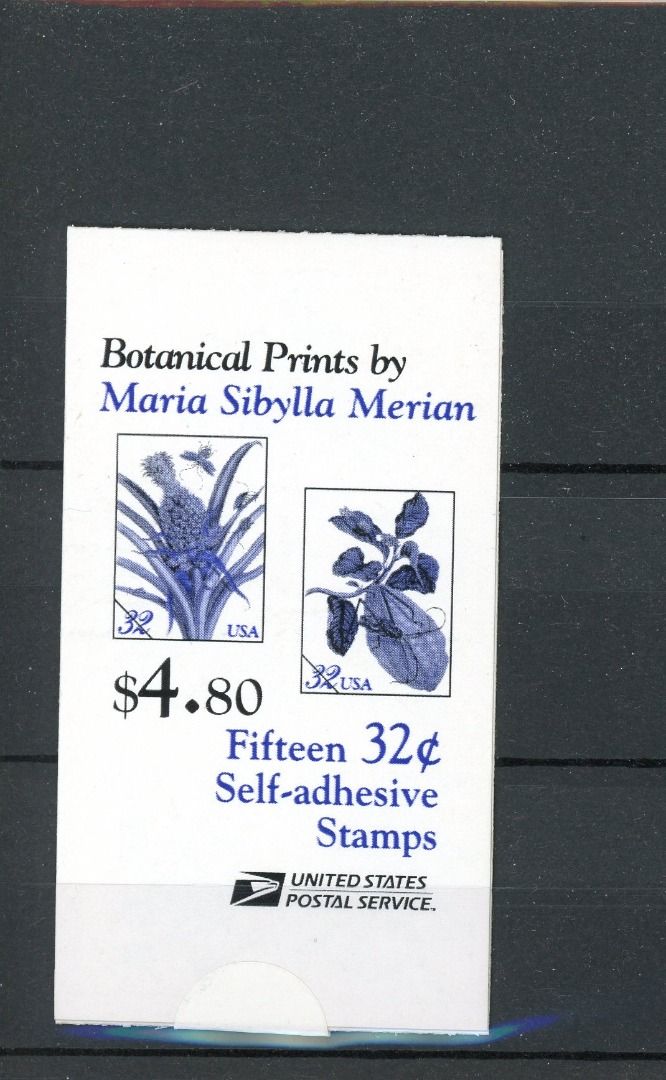 Botanical Prints by
Maria Sibylla Merian
32 USA
32 USA
$4.80
Fifteen 32¢
Self-adhesive
Stamps
UNITED STATES
POSTAL SERVICE™